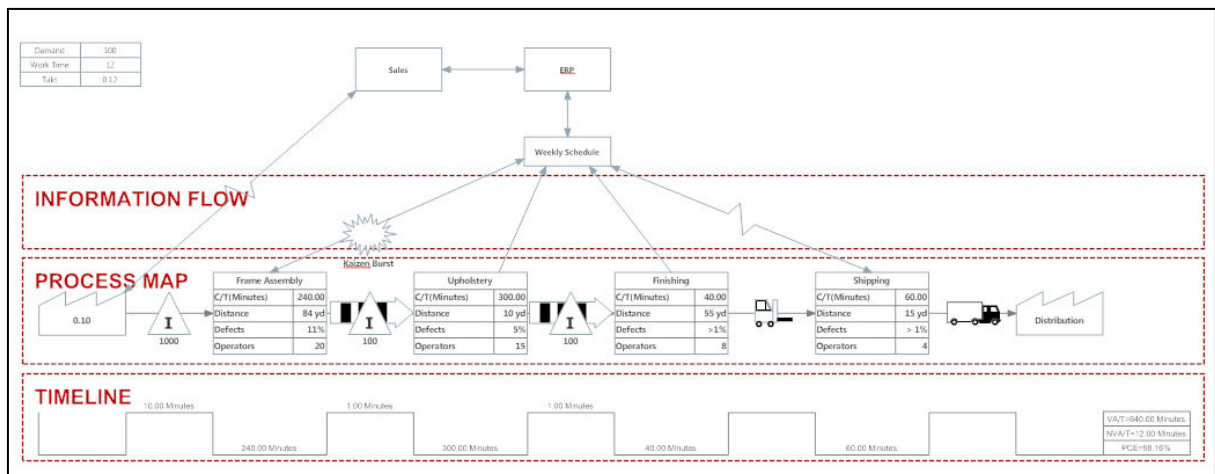 Demand 100
Work Time 12
Takt 0.12
Sales
ERP
Weekly Schedule
INFORMATION FLOW
Kaizen Burst
PROCESS MAP
0.10
I
1000
Frame Assembly
C/T(Minutes) 240.00
Distance 84 yd
Defects 11%
Operators 20
I
100
Upholstery
C/T(Minutes) 300.00
Distance 10 yd
Defects 5%
Operators 15
I
100
Finishing
C/T(Minutes) 40.00
Distance 55 yd
Defects >1%
Operators 8
Shipping
C/T(Minutes) 60.00
Distance 15 yd
Defects > 1%
Operators 4
Distribution
TIMELINE
10.00 Minutes
240.00 Minutes
1.00 Minutes
300.00 Minutes
1.00 Minutes
40.00 Minutes
60.00 Minutes
VA/T=640.00 Minutes
NVA/T=12.00 Minutes
PCE=98.16%